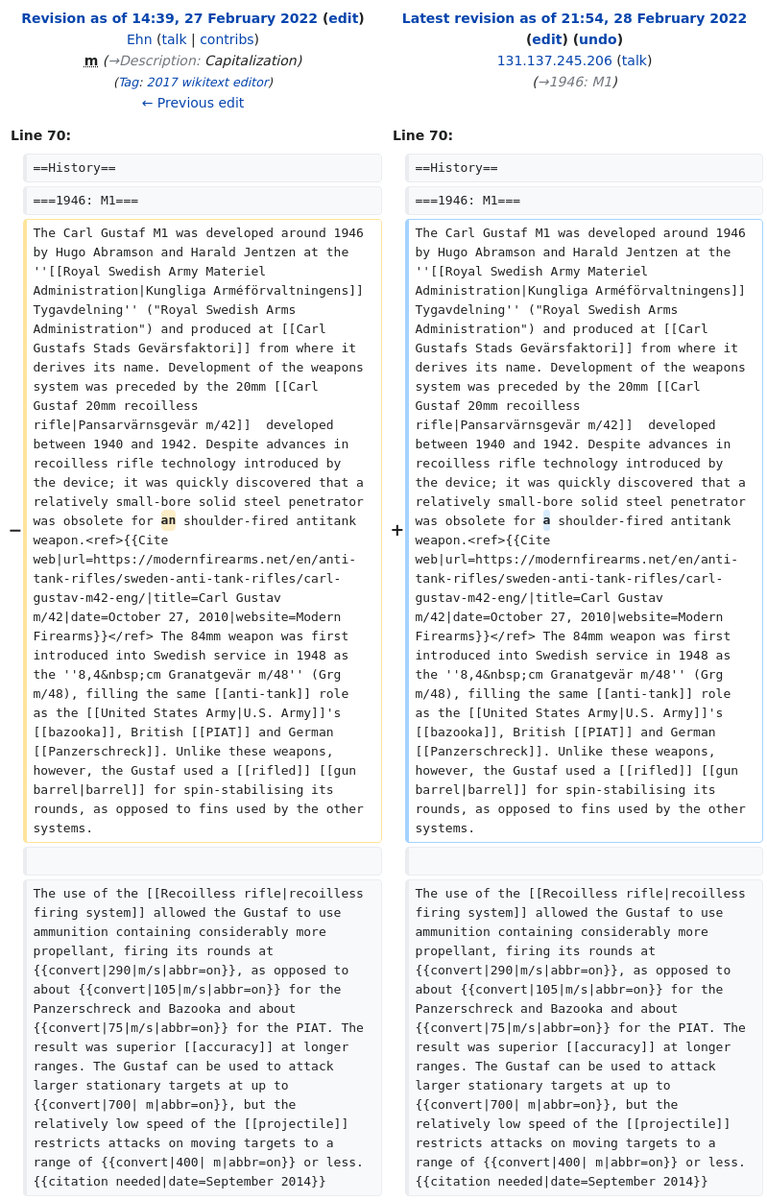 Revision as of 14:39, 27 February 2022 (edit)
Ehn (talk | contribs)
m (→Description: Capitalization)
(Tag: 2017 wikitext editor)
← Previous edit
Latest revision as of 21:54, 28 February 2022
(edit) (undo)
131.137.245.206 (talk)
(→1946: M1)
Line 70:
==History==
===1946: M1===
−
The Carl Gustaf M1 was developed around 1946
by Hugo Abramson and Harald Jentzen at the
''[[Royal Swedish Army Materiel
Administration|Kungliga Arméförvaltningens]]
Tygavdelning'' ("Royal Swedish Arms
Administration") and produced at [[Carl
Gustafs Stads Gevärsfaktori]] from where it
derives its name. Development of the weapons
system was preceded by the 20mm [[Carl
Gustaf 20mm recoilless
rifle|Pansarvärnsgevär m/42]]  developed
between 1940 and 1942. Despite advances in
recoilless rifle technology introduced by
the device; it was quickly discovered that a
relatively small-bore solid steel penetrator
was obsolete for an shoulder-fired antitank
weapon.<ref>{{Cite
web|url=https://modernfirearms.net/en/anti-
tank-rifles/sweden-anti-tank-rifles/carl-
gustav-m42-eng/|title=Carl Gustav
m/42|date=October 27, 2010|website=Modern
Firearms}}</ref> The 84mm weapon was first
introduced into Swedish service in 1948 as
the ''8,4&nbsp;cm Granatgevär m/48'' (Grg
m/48), filling the same [[anti-tank]] role
as the [[United States Army|U.S. Army]]'s
[[bazooka]], British [[PIAT]] and German
[[Panzerschreck]]. Unlike these weapons,
however, the Gustaf used a [[rifled]] [[gun
barrel|barrel]] for spin-stabilising its
rounds, as opposed to fins used by the other
systems.
The use of the [[Recoilless rifle|recoilless
firing system]] allowed the Gustaf to use
ammunition containing considerably more
propellant, firing its rounds at
{{convert|290|m/s|abbr=on}}, as opposed to
about {{convert|105|m/s|abbr=on}} for the
Panzerschreck and Bazooka and about
{{convert|75|m/s|abbr=on}} for the PIAT. The
result was superior [[accuracy]] at longer
ranges. The Gustaf can be used to attack
larger stationary targets at up to
{{convert|700| m|abbr=on}}, but the
relatively low speed of the [[projectile]]
restricts attacks on moving targets to a
range of {{convert|400| m|abbr=on}} or less.
{{citation needed|date=September 2014}}
Line 70:
==History==
===1946: M1===
+
The Carl Gustaf M1 was developed around 1946
by Hugo Abramson and Harald Jentzen at the
''[[Royal Swedish Army Materiel
Administration|Kungliga Arméförvaltningens]]
Tygavdelning'' ("Royal Swedish Arms
Administration") and produced at [[Carl
Gustafs Stads Gevärsfaktori]] from where it
derives its name. Development of the weapons
system was preceded by the 20mm [[Carl
Gustaf 20mm recoilless
rifle|Pansarvärnsgevär m/42]]  developed
between 1940 and 1942. Despite advances in
recoilless rifle technology introduced by
the device; it was quickly discovered that a
relatively small-bore solid steel penetrator
was obsolete for a shoulder-fired antitank
weapon.<ref>{{Cite
web|url=https://modernfirearms.net/en/anti-
tank-rifles/sweden-anti-tank-rifles/carl-
gustav-m42-eng/|title=Carl Gustav
m/42|date=October 27, 2010|website=Modern
Firearms}}</ref> The 84mm weapon was first
introduced into Swedish service in 1948 as
the ''8,4&nbsp;cm Granatgevär m/48'' (Grg
m/48), filling the same [[anti-tank]] role
as the [[United States Army|U.S. Army]]'s
[[bazooka]], British [[PIAT]] and German
[[Panzerschreck]]. Unlike these weapons,
however, the Gustaf used a [[rifled]] [[gun
barrel|barrel]] for spin-stabilising its
rounds, as opposed to fins used by the other
systems.
The use of the [[Recoilless rifle|recoilless
firing system]] allowed the Gustaf to use
ammunition containing considerably more
propellant, firing its rounds at
{{convert|290|m/s|abbr=on}}, as opposed to
about {{convert|105|m/s|abbr=on}} for the
Panzerschreck and Bazooka and about
{{convert|75|m/s|abbr=on}} for the PIAT. The
result was superior [[accuracy]] at longer
ranges. The Gustaf can be used to attack
larger stationary targets at up to
{{convert|700| m|abbr=on}}, but the
relatively low speed of the [[projectile]]
restricts attacks on moving targets to a
range of {{convert|400| m|abbr=on}} or less.
{{citation needed|date=September 2014}}